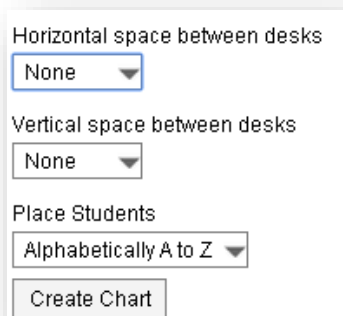 Horizontal space between desks
None
Vertical space between desks
None
Place Students
Alphabetically A to Z
Create Chart